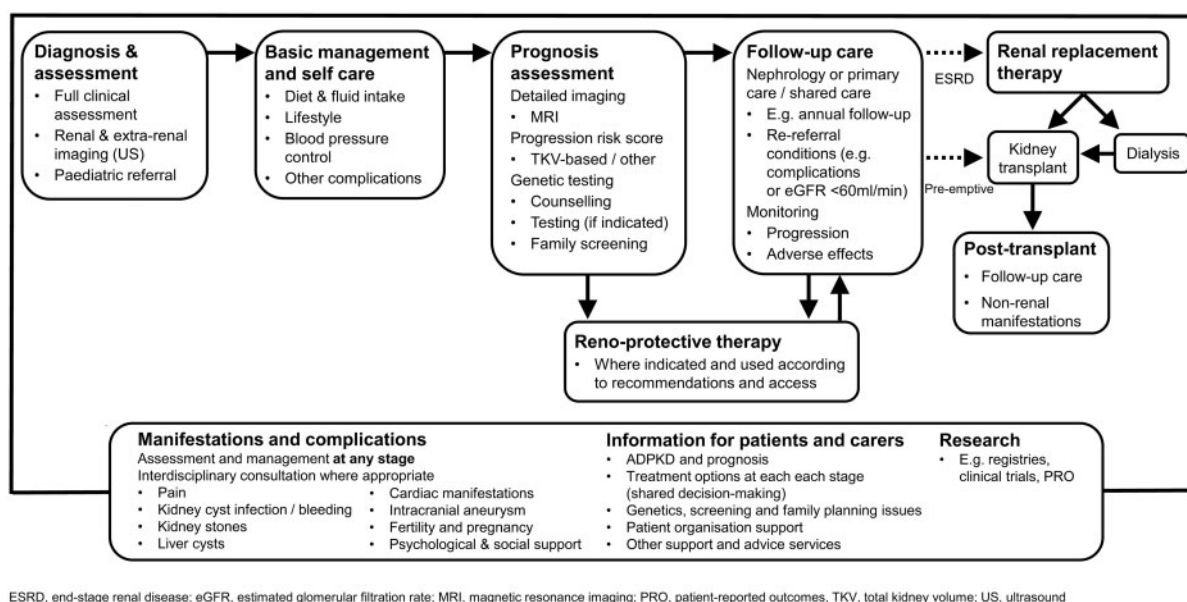 Diagnosis &
assessment
• Full clinical
assessment
• Renal & extra-renal
imaging (US)
• Paediatric referral
Basic management
and self care
• Diet & fluid intake
• Lifestyle
• Blood pressure
control
• Other complications
Prognosis
assessment
Detailed imaging
• MRI
Progression risk score
• TKV-based / other
Genetic testing
• Counselling
• Testing (if indicated)
• Family screening
Follow-up care
Nephrology or primary
care / shared care
• E.g. annual follow-up
• Re-referral
conditions (e.g.
complications
or eGFR <60ml/min)
Monitoring
• Progression
• Adverse effects
ESRD
Pre-emptive
Renal replacement
therapy
Kidney
transplant
Dialysis
Post-transplant
• Follow-up care
• Non-renal
manifestations
Reno-protective therapy
• Where indicated and used according
to recommendations and access
Manifestations and complications
Assessment and management at any stage
Interdisciplinary consultation where appropriate
• Pain
• Kidney cyst infection / bleeding
• Kidney stones
• Liver cysts
• Cardiac manifestations
• Intracranial aneurysm
• Fertility and pregnancy
• Psychological & social support
Information for patients and carers
• ADPKD and prognosis
• Treatment options at each each stage
(shared decision-making)
• Genetics, screening and family planning issues
• Patient organisation support
• Other support and advice services
Research
• E.g. registries,
clinical trials, PRO
ESRD, end-stage renal disease; eGFR, estimated glomerular filtration rate; MRI, magnetic resonance imaging; PRO, patient-reported outcomes, TKV, total kidney volume; US, ultrasound